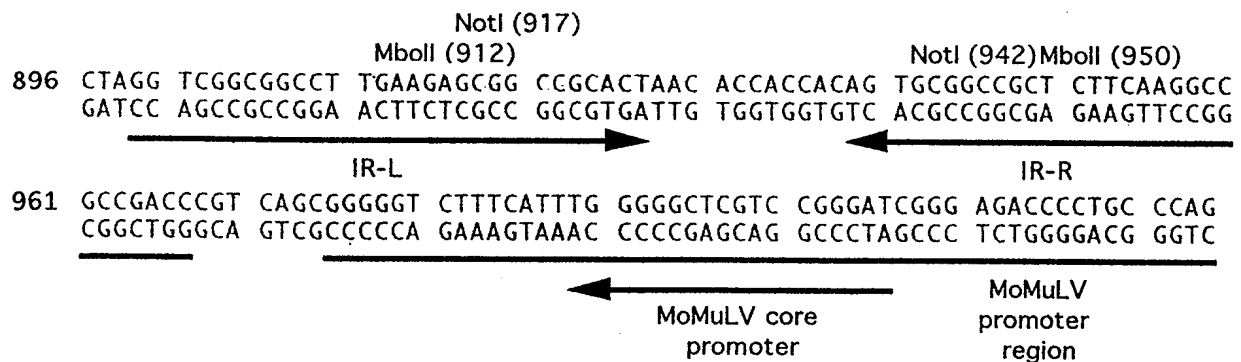 NotI (917)
MboII (912) NotI (942) MboII (950)
896 CTAGG TCGGCGGCCT TGAAGAGCGG CCGCACTAAC ACCACCACAG TGCGGCCGCT CTTCAAGGCC
GATCC AGCCGCCGGA ACTTCTCGCC GGCGTGATTG TGGTGGTGTC ACGCCGGCGA GAAGTTCCGG
IR-L IR-R
961 GCCGACCCGT CAGCGGGGGT CTTTCATTTG GGGGCTCGTC CGGGATCGGG AGACCCCTGC CCAG
CGGCTGGGCA GTCGCCCCCA GAAAGTAAAC CCCCGAGCAG GCCCTAGCCC TCTGGGGACG GGTC
MoMuLV core MoMuLV
promoter promoter
region